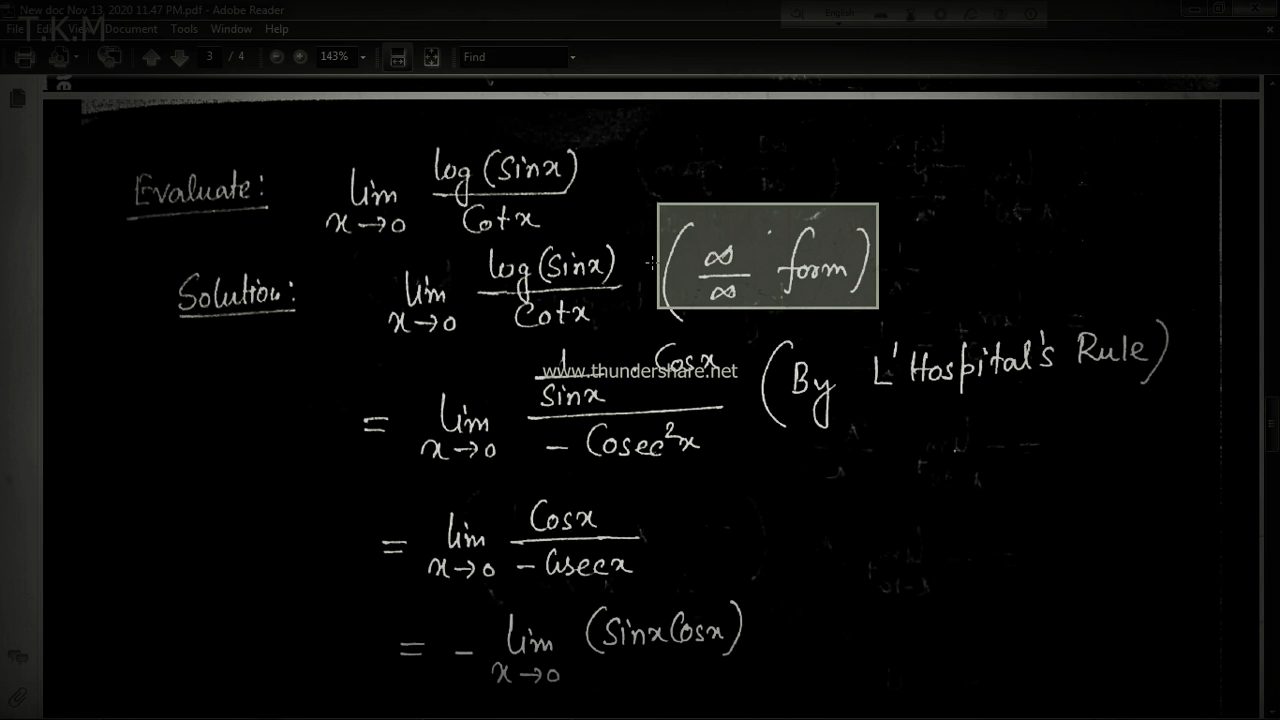 New doc Nov 13, 2020 11.47 PM.pdf - Adobe Reader
T.K.M
File Edit View Document Tools Window Help
English
3 / 4 143% Find
Evaluate: lim x→0 log(Sinx) / Cotx
Solution: lim x→0 log(Sinx) / Cotx (∞/∞ form)
= lim x→0 1/Sinx . Cosx / - Cosec²x (By L'Hospital's Rule)
www.thundershare.net
= lim x→0 Cosx / - Cosecx
= - lim x→0 (SinxCosx)